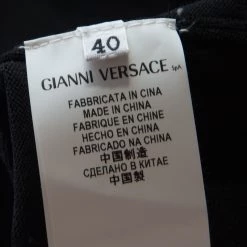 40
GIANNI VERSACE SpA
FABBRICATA IN CINA
MADE IN CHINA
FABRIQUE EN CHINE
HECHO EN CHINA
FABRICADO NA CHINA
中国制造
СДЕЛАНО В КИТАЕ
中国製